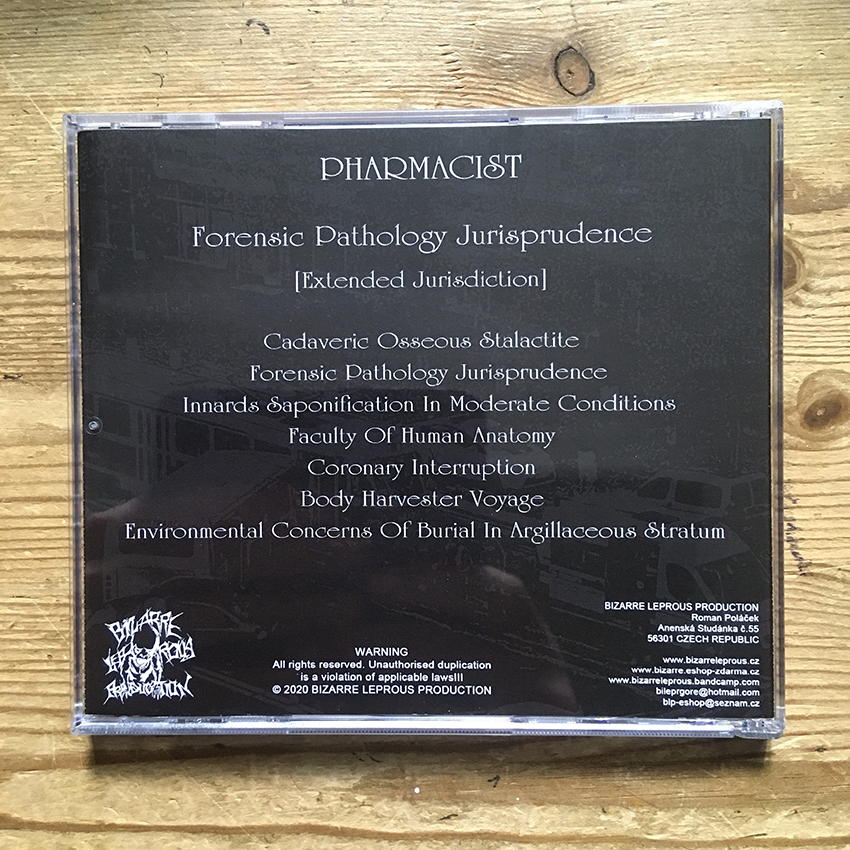 PHARMACIST
Forensic Pathology Jurisprudence
[Extended Jurisdiction]
Cadaveric Osseous Stalactite
Forensic Pathology Jurisprudence
Innards Saponification In Moderate Conditions
Faculty Of Human Anatomy
Coronary Interruption
Body Harvester Voyage
Environmental Concerns Of Burial In Argillaceous Stratum
BIZARRE
LEPROUS
PRODUCTION
WARNING
All rights reserved. Unauthorised duplication
is a violation of applicable laws!!!
© 2020 BIZARRE LEPROUS PRODUCTION
BIZARRE LEPROUS PRODUCTION
Roman Poláček
Anenská Studánka č.55
56301 CZECH REPUBLIC
www.bizarreleprous.cz
www.bizarre.eshop-zdarma.cz
www.bizarreleprous.bandcamp.com
bileprgore@hotmail.com
blp-eshop@seznam.cz